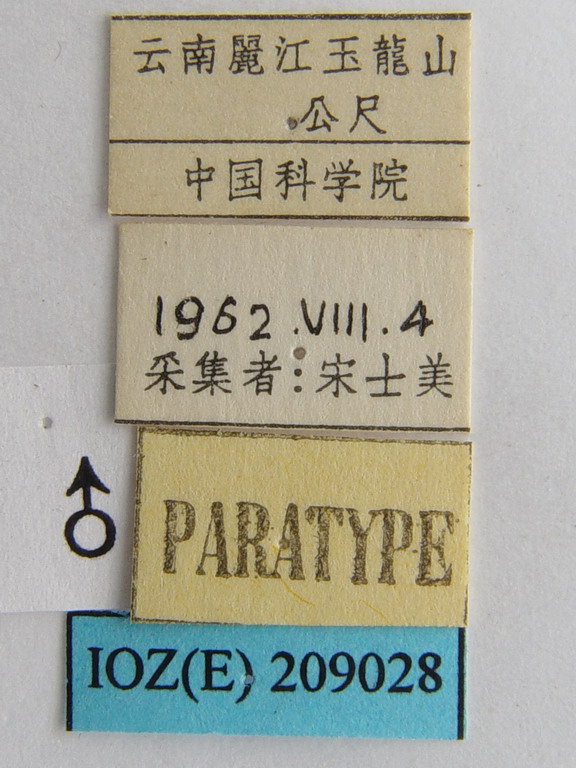 云南麗江玉龍山
公尺
中国科学院
1962.VIII.4
采集者:宋士美
♂
PARATYPE
IOZ(E) 209028